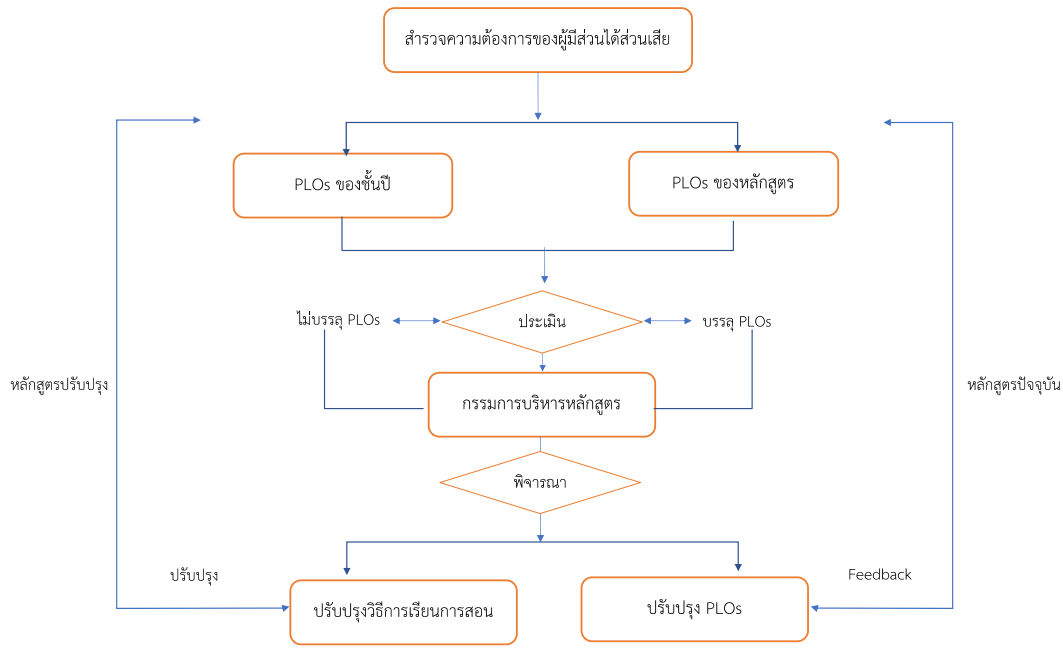 สำรวจความต้องการของผู้มีส่วนได้ส่วนเสีย
PLOs ของชั้นปี
PLOs ของหลักสูตร
ไม่บรรลุ PLOs
ประเมิน
บรรลุ PLOs
หลักสูตรปรับปรุง
กรรมการบริหารหลักสูตร
หลักสูตรปัจจุบัน
พิจารณา
ปรับปรุง
Feedback
ปรับปรุงวิธีการเรียนการสอน
ปรับปรุง PLOs